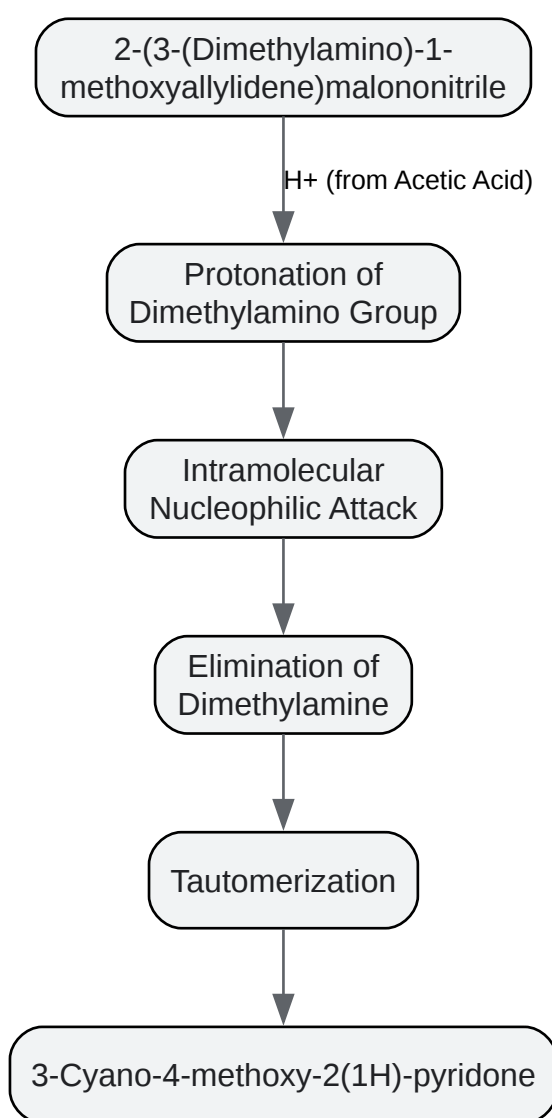 2-(3-(Dimethylamino)-1-
methoxyallylidene)malononitrile
H+ (from Acetic Acid)
Protonation of
Dimethylamino Group
Intramolecular
Nucleophilic Attack
Elimination of
Dimethylamine
Tautomerization
3-Cyano-4-methoxy-2(1H)-pyridone